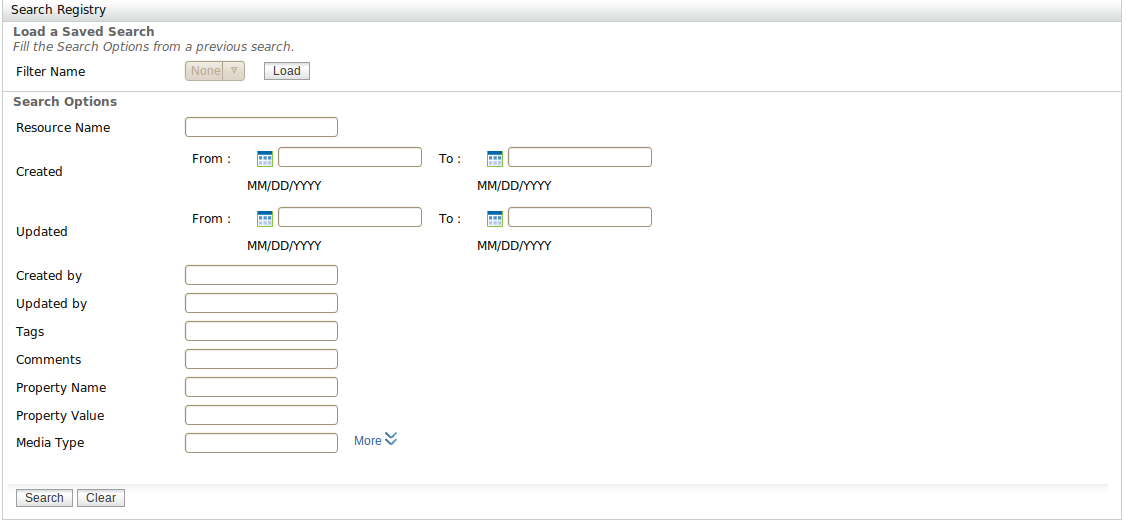 Search Registry
Load a Saved Search
Fill the Search Options from a previous search.
Filter Name None Load
Search Options
Resource Name
From : To :
Created
MM/DD/YYYY MM/DD/YYYY
From : To :
Updated
MM/DD/YYYY MM/DD/YYYY
Created by
Updated by
Tags
Comments
Property Name
Property Value
Media Type More
Search Clear